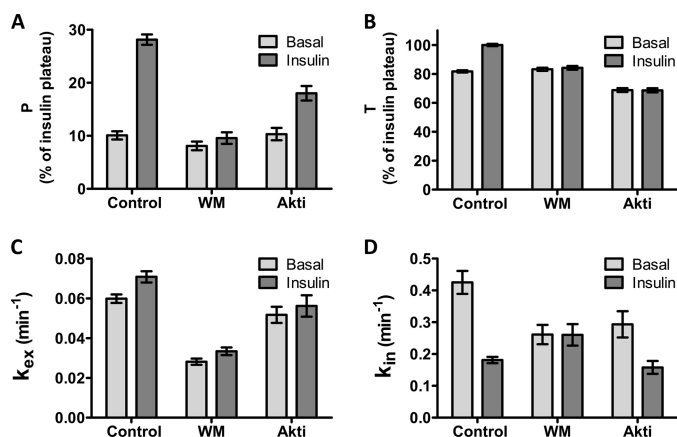 A
P
(% of insulin plateau)
30
20
10
0
Basal
Insulin
Control WM Akti
B
T
(% of insulin plateau)
100
80
60
40
20
0
Basal
Insulin
Control WM Akti
C
kex (min-1)
0.08
0.06
0.04
0.02
0.00
Basal
Insulin
Control WM Akti
D
kin (min-1)
0.5
0.4
0.3
0.2
0.1
0.0
Basal
Insulin
Control WM Akti